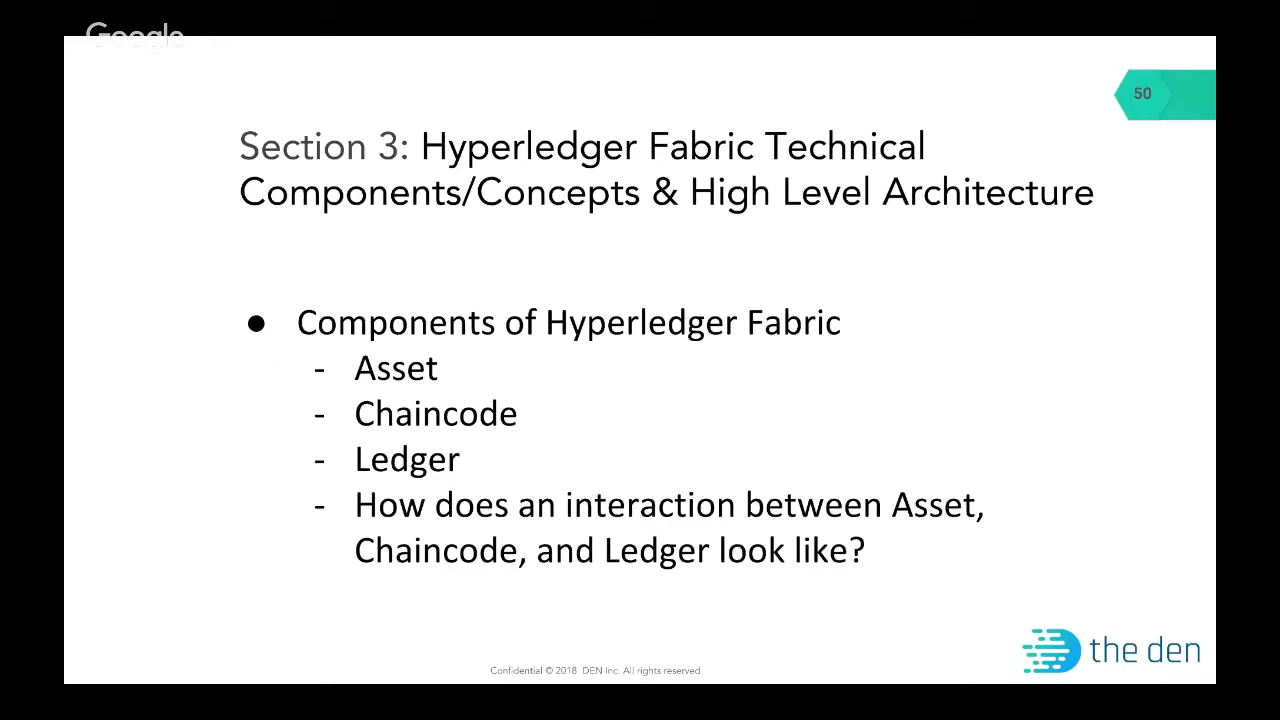 Google
50
Section 3: Hyperledger Fabric Technical
Components/Concepts & High Level Architecture
● Components of Hyperledger Fabric
- Asset
- Chaincode
- Ledger
- How does an interaction between Asset,
Chaincode, and Ledger look like?
the den
Confidential © 2018 DEN Inc. All rights reserved